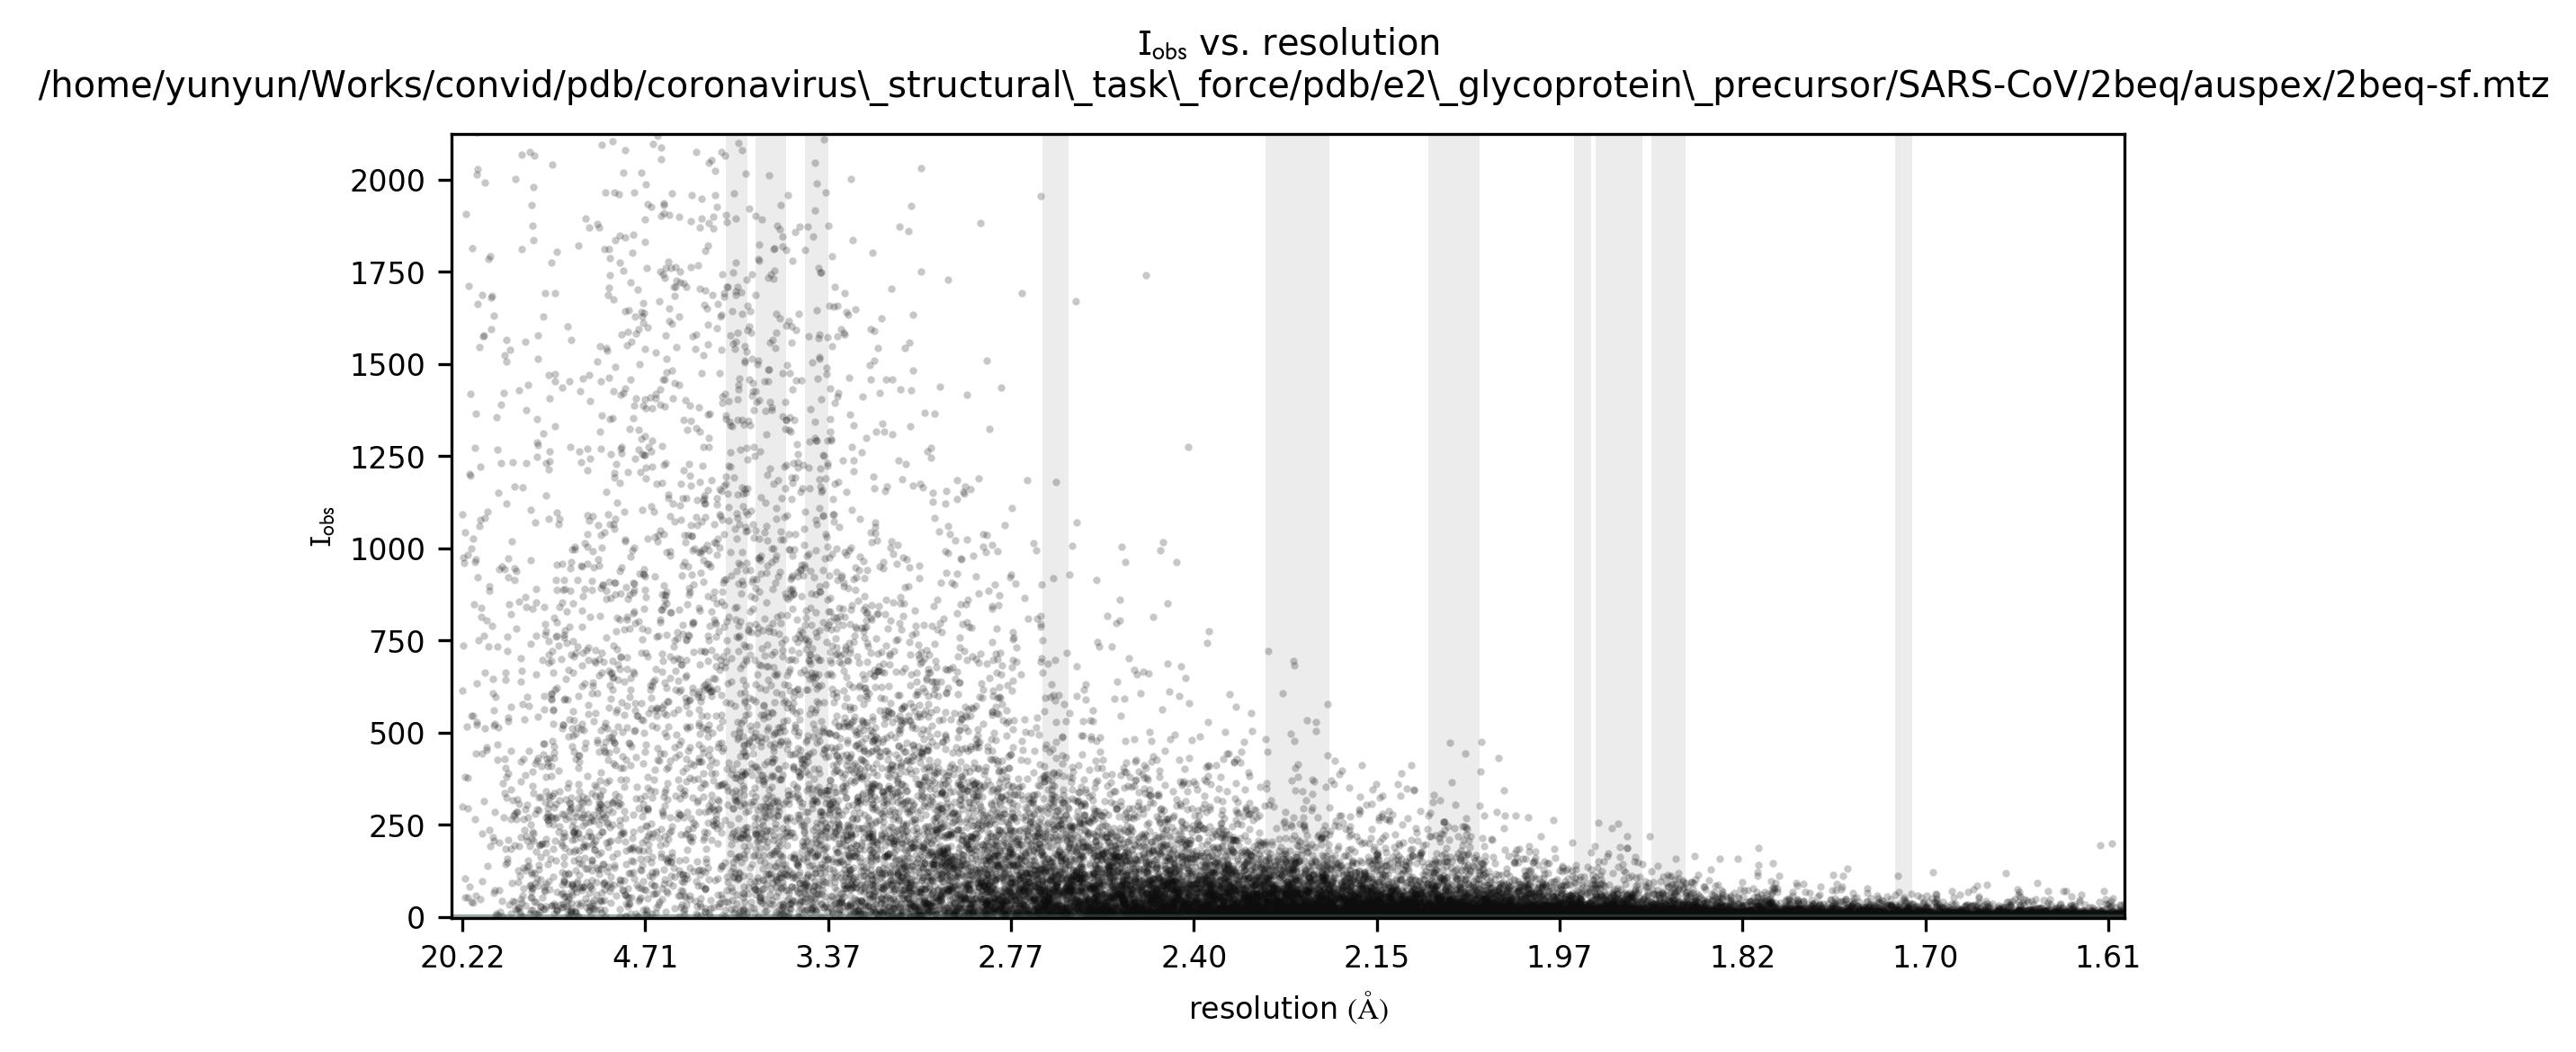 Iobs vs. resolution
/home/yunyun/Works/convid/pdb/coronavirus\_structural\_task\_force/pdb/e2\_glycoprotein\_precursor/SARS-CoV/2beq/auspex/2beq-sf.mtz
2000
1750
1500
1250
Iobs
1000
750
500
250
0
20.22 4.71 3.37 2.77 2.40 2.15 1.97 1.82 1.70 1.61
resolution (Å)